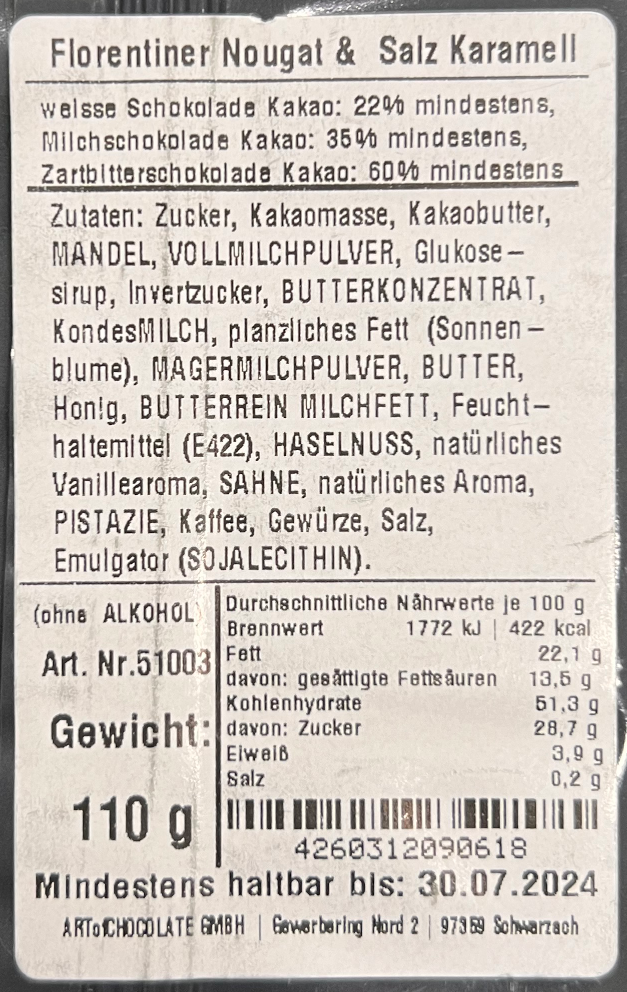 Florentiner Nougat & Salz Karamell
weisse Schokolade Kakao: 22% mindestens,
Milchschokolade Kakao: 35% mindestens,
Zartbitterschokolade Kakao: 60% mindestens
Zutaten: Zucker, Kakaomasse, Kakaobutter,
MANDEL, VOLLMILCHPULVER, Glukose-
sirup, Invertzucker, BUTTERKONZENTRAT,
KondesMILCH, planzliches Fett (Sonnen-
blume), MAGERMILCHPULVER, BUTTER,
Honig, BUTTERREIN MILCHFETT, Feucht-
haltemittel (E422), HASELNUSS, natürliches
Vanillearoma, SAHNE, natürliches Aroma,
PISTAZIE, Kaffee, Gewürze, Salz,
Emulgator (SOJALECITHIN).
(ohne ALKOHOL)
Art. Nr.51003
Gewicht:
110 g
Durchschnittliche Nährwerte je 100 g
Brennwert 1772 kJ | 422 kcal
Fett 22,1 g
davon: gesättigte Fettsäuren 13,5 g
Kohlenhydrate 51,3 g
davon: Zucker 28,7 g
Eiweiß 3,9 g
Salz 0,2 g
4260312090618
Mindestens haltbar bis: 30.07.2024
ARTofCHOCOLATE GMBH | Gewerbering Nord 2 | 97359 Schwarzach